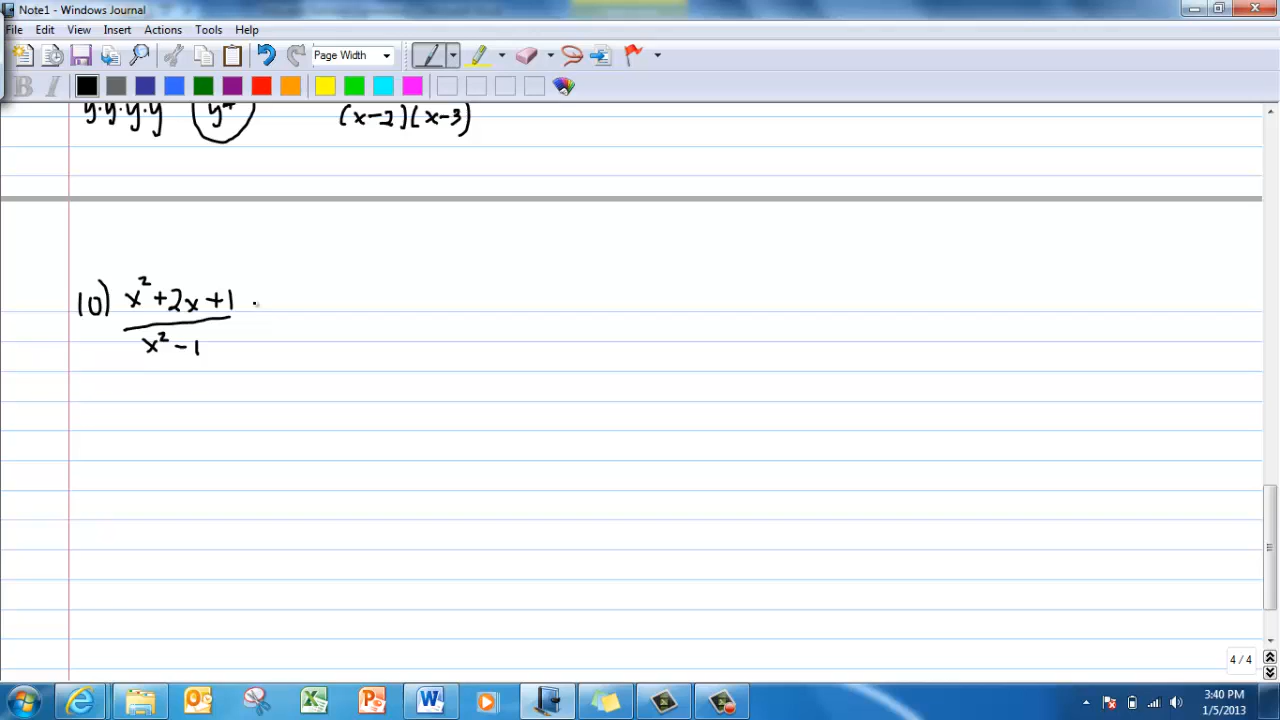 Note1 - Windows Journal
File Edit View Insert Actions Tools Help
Page Width
B I
y·y·y·y y⁴ (x-2)(x-3)
10) x²+2x+1
x²-1
4 / 4
3:40 PM
1/5/2013